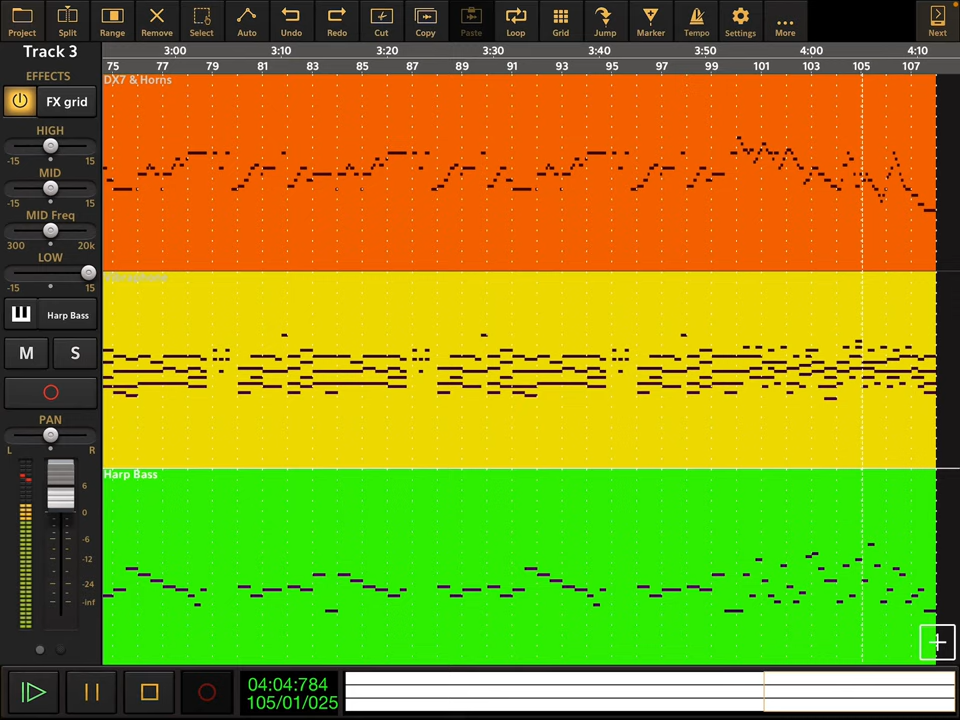 Project Split Range Remove Select Auto Undo Redo Cut Copy Paste Loop Grid Jump Marker Tempo Settings More Next
Track 3
3:00 3:10 3:20 3:30 3:40 3:50 4:00 4:10
75 77 79 81 83 85 87 89 91 93 95 97 99 101 103 105 107
EFFECTS
FX grid
HIGH
-15 15
MID
-15 15
MID Freq
300 20k
LOW
-15 15
Harp Bass
M S
PAN
L R
6
0
-6
-12
-24
-inf
DX7 & Horns
Harp Bass
04:04:784
105/01/025